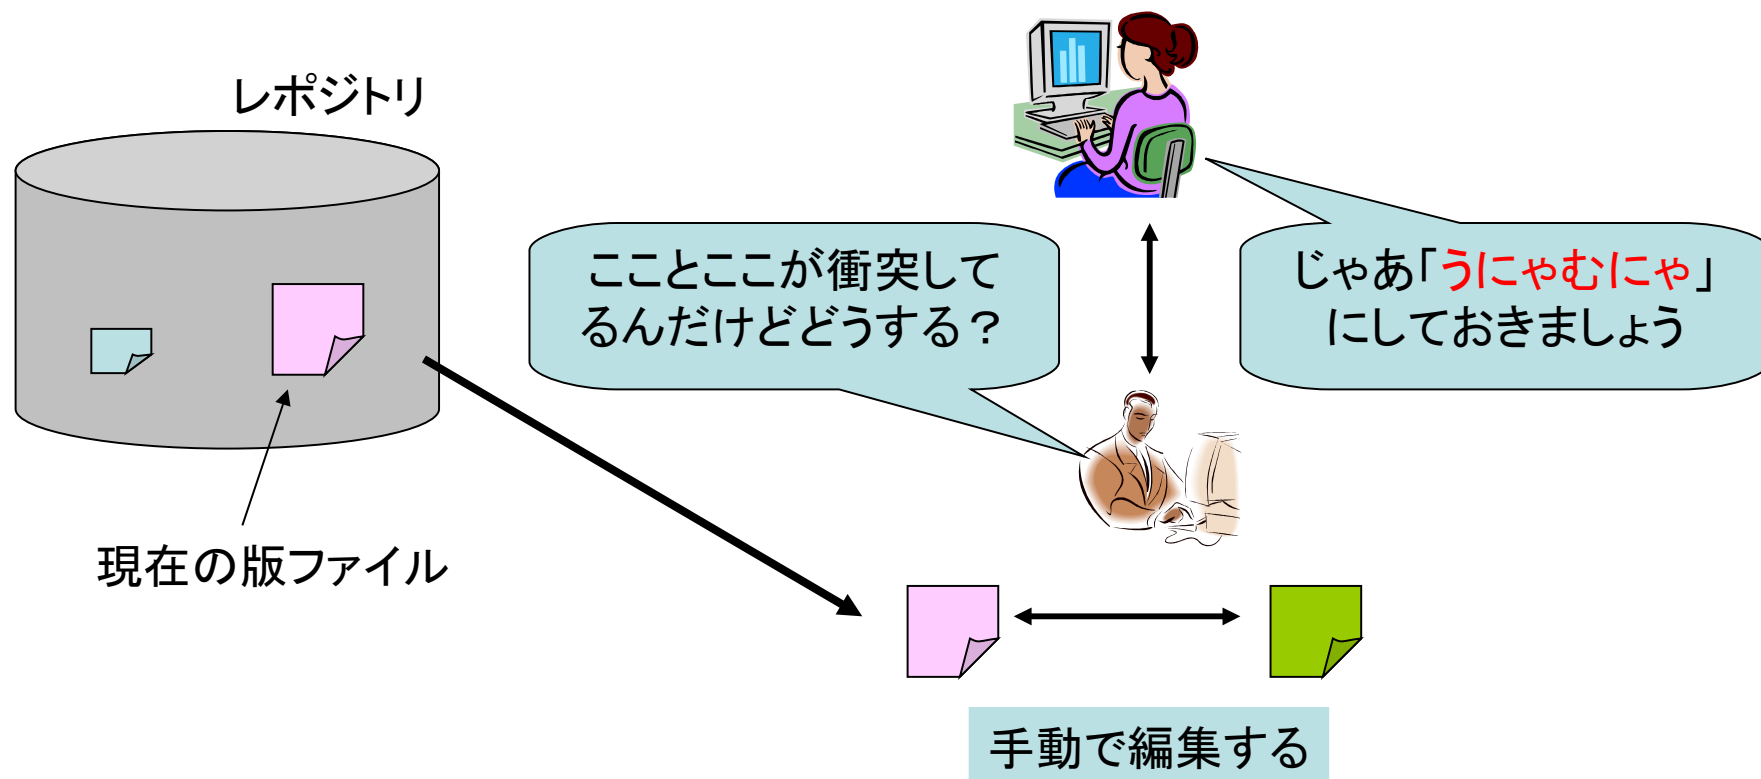 レポジトリ
ここここが衝突して
るんだけどどうする？
じゃあ「うにゃむにゃ」
にしておきましょう
現在の版ファイル
手動で編集する